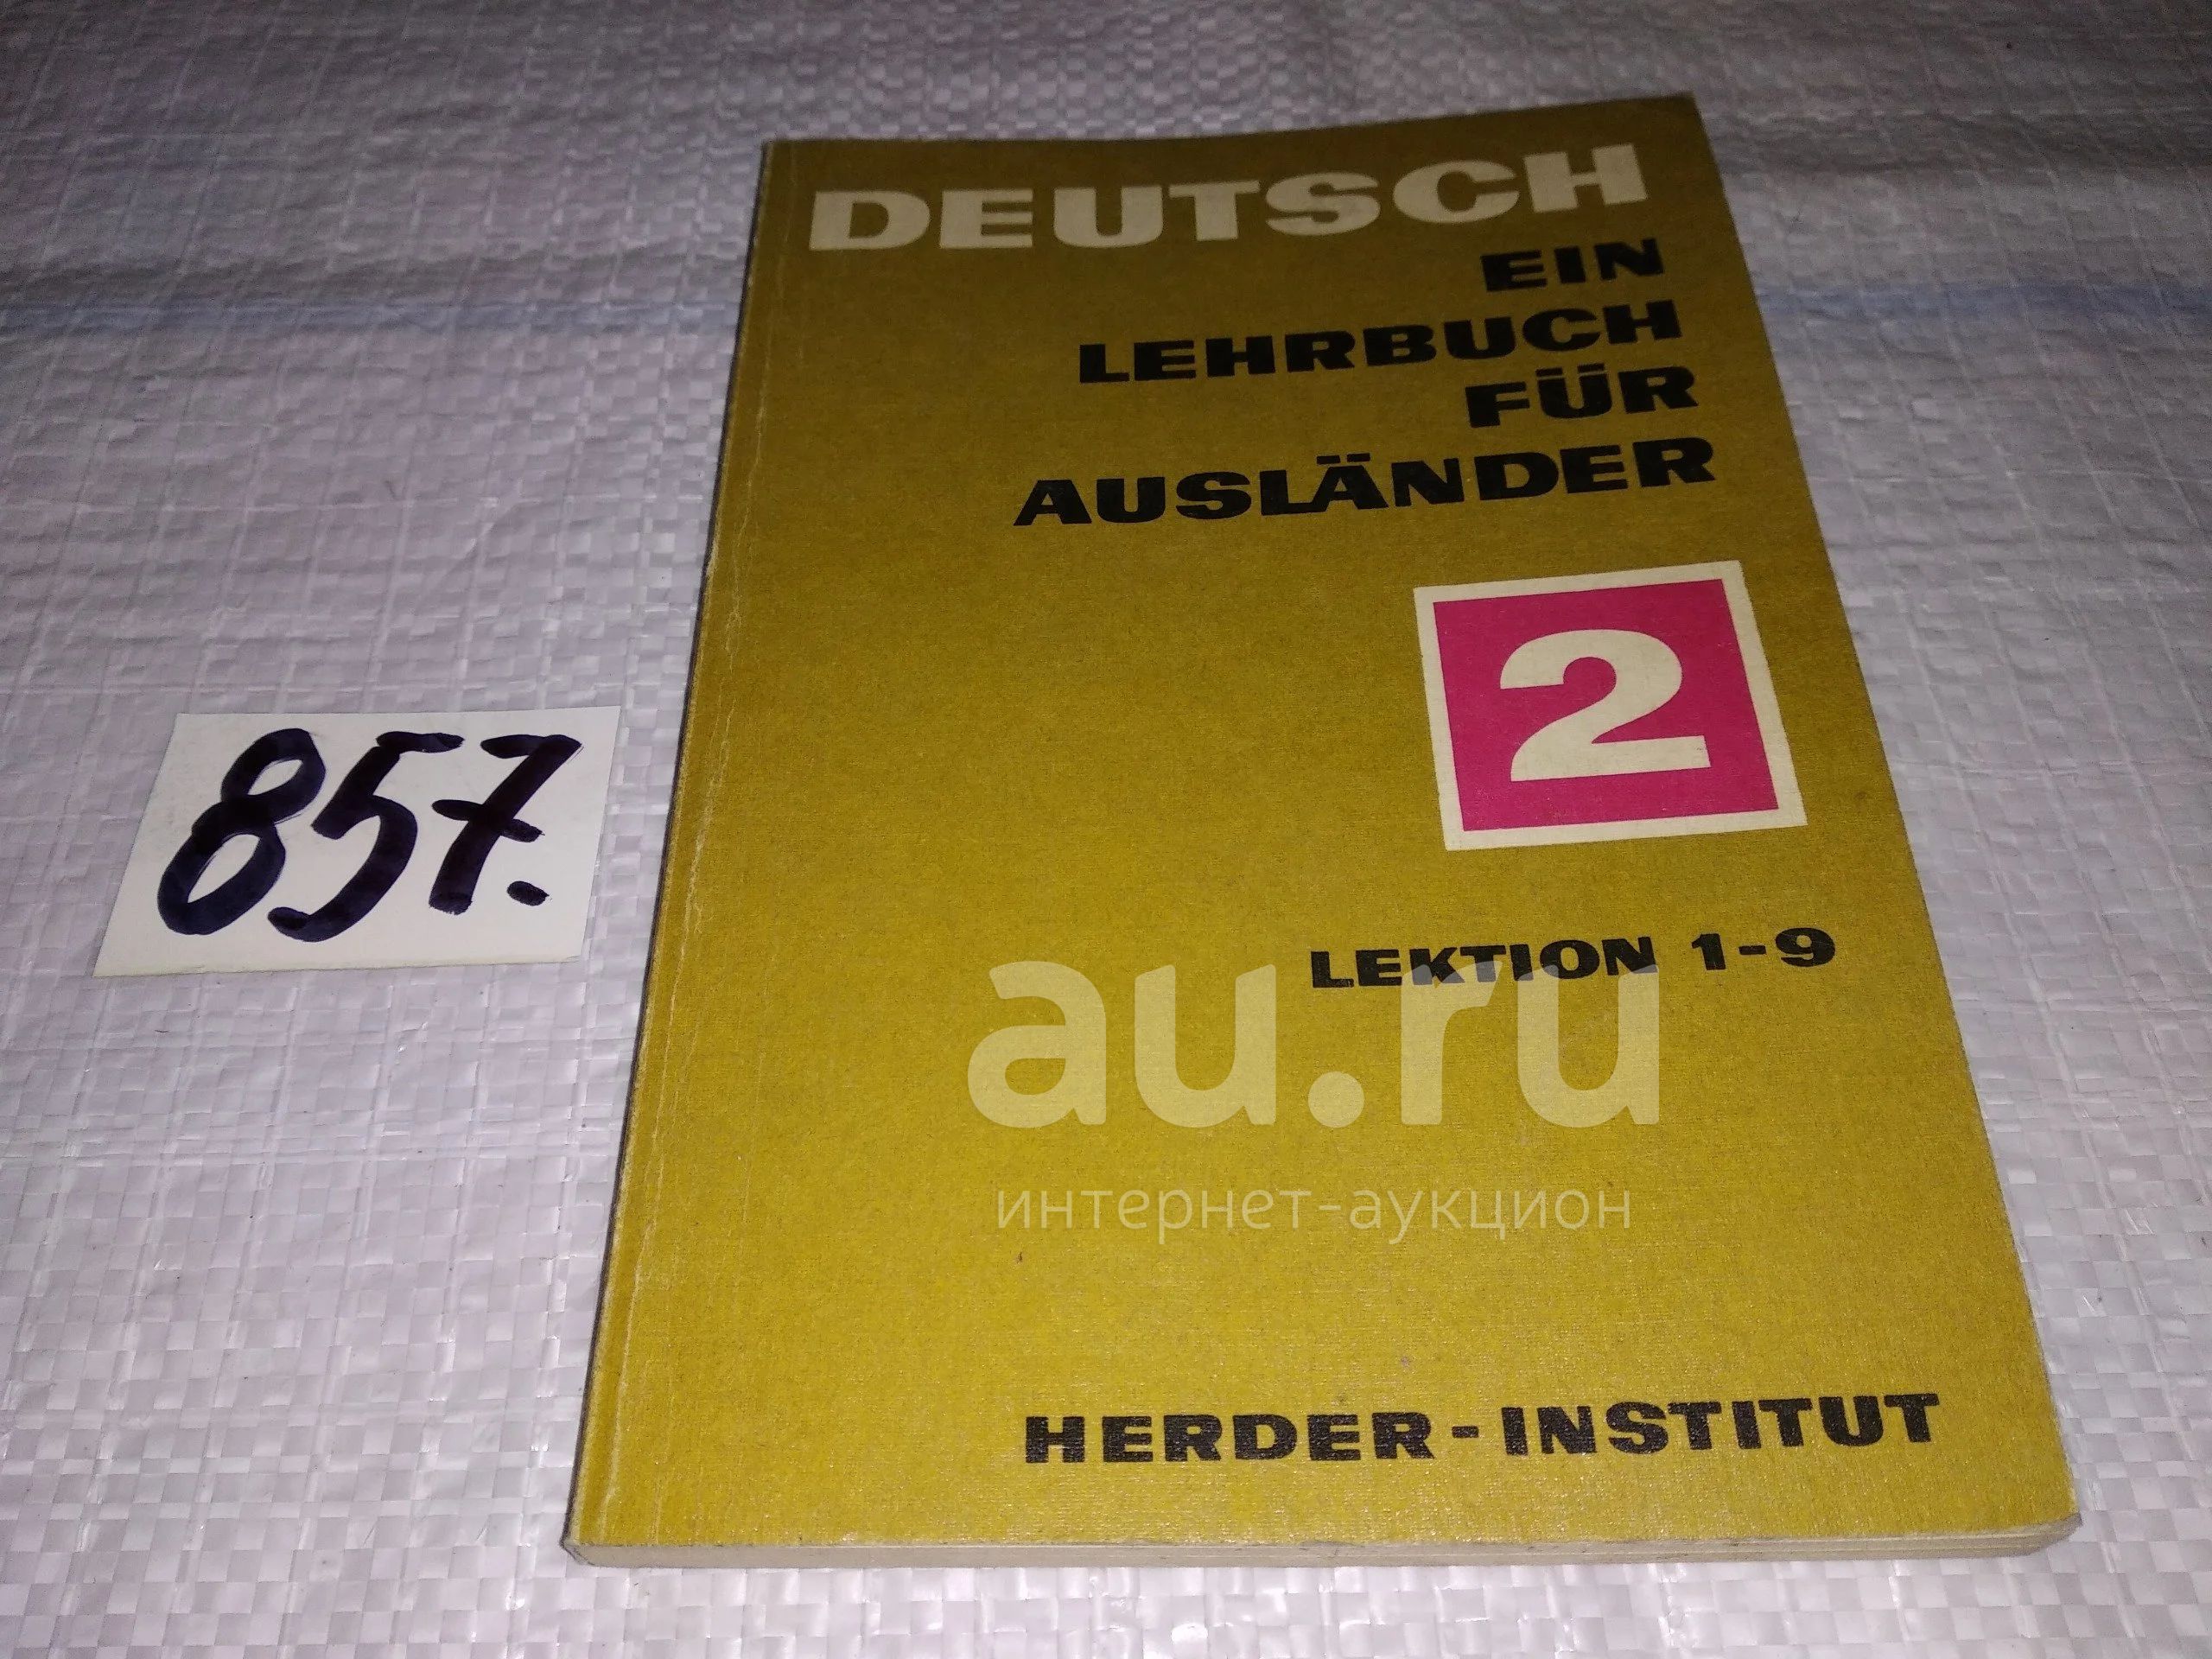 DEUTSCH
EIN
LEHRBUCH
FÜR
AUSLÄNDER
2
857.
LEKTION 1-9
au.ru
интернет-аукцион
HERDER-INSTITUT